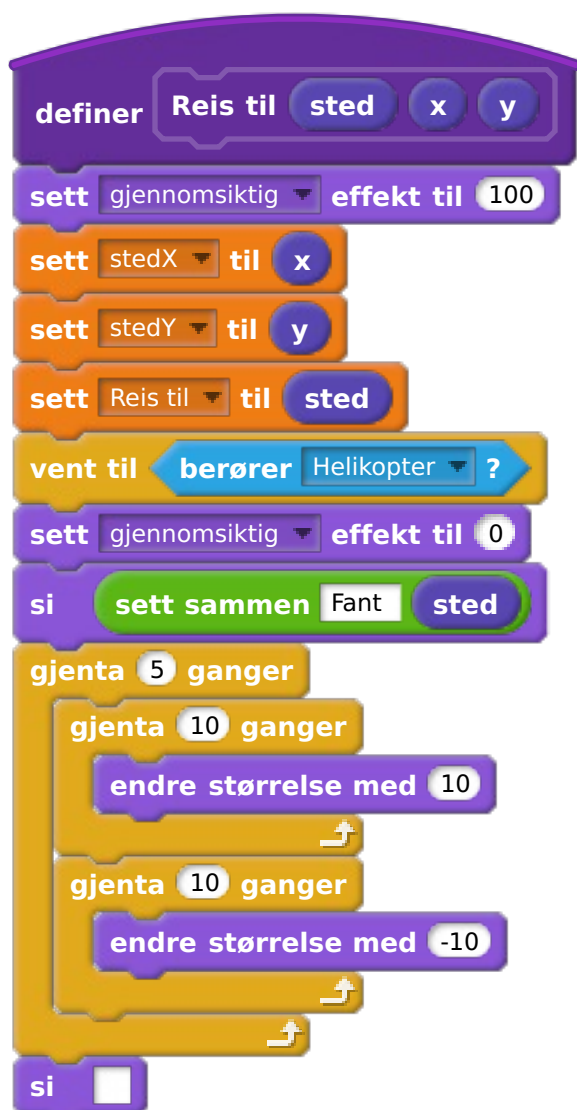 definer Reis til sted x y
sett gjennomsiktig effekt til 100
sett stedX til x
sett stedY til y
sett Reis til til sted
vent til berører Helikopter ?
sett gjennomsiktig effekt til 0
si sett sammen Fant sted
gjenta 5 ganger
gjenta 10 ganger
endre størrelse med 10
gjenta 10 ganger
endre størrelse med -10
si